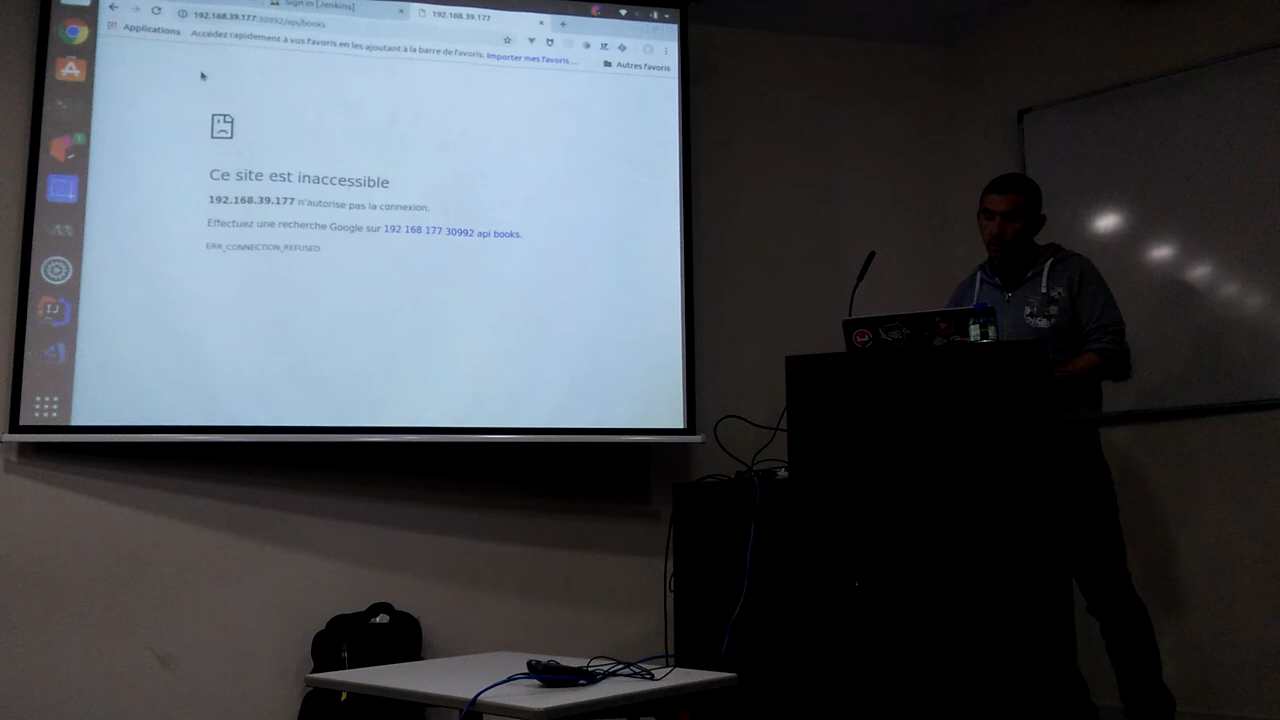 Sign in [Jenkins]
192.168.39.177
192.168.39.177:30992/api/books
Applications Accédez rapidement à vos favoris en les ajoutant à la barre de favoris. Importer mes favoris ... Autres favoris
Ce site est inaccessible
192.168.39.177 n'autorise pas la connexion.
Effectuez une recherche Google sur 192 168 177 30992 api books.
ERR_CONNECTION_REFUSED
IJ